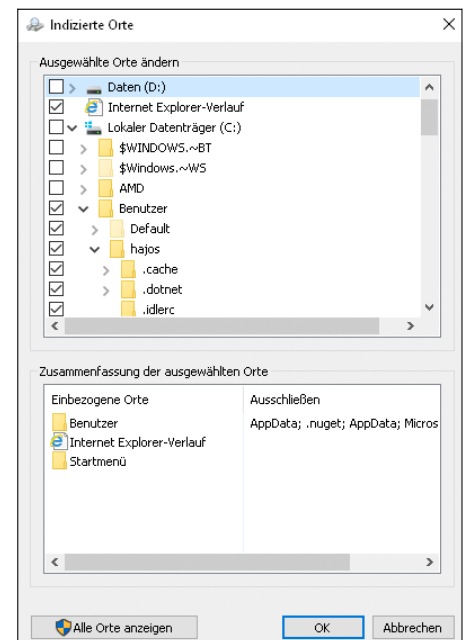 Indizierte Orte
Ausgewählte Orte ändern
Daten (D:)
Internet Explorer-Verlauf
Lokaler Datenträger (C:)
$WINDOWS.~BT
$Windows.~WS
AMD
Benutzer
Default
hajos
.cache
.dotnet
.idlerc
Zusammenfassung der ausgewählten Orte
Einbezogene Orte Ausschließen
Benutzer AppData; .nuget; AppData; Micros
Internet Explorer-Verlauf
Startmenü
Alle Orte anzeigen OK Abbrechen